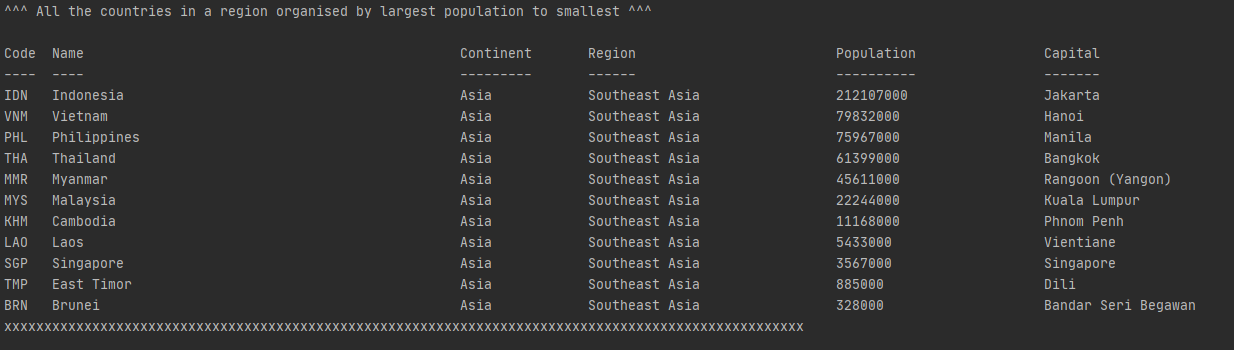 ^^^ All the countries in a region organised by largest population to smallest ^^^
Code Name Continent Region Population Capital
---- ---- --------- ------ ---------- -------
IDN Indonesia Asia Southeast Asia 212107000 Jakarta
VNM Vietnam Asia Southeast Asia 79832000 Hanoi
PHL Philippines Asia Southeast Asia 75967000 Manila
THA Thailand Asia Southeast Asia 61399000 Bangkok
MMR Myanmar Asia Southeast Asia 45611000 Rangoon (Yangon)
MYS Malaysia Asia Southeast Asia 22244000 Kuala Lumpur
KHM Cambodia Asia Southeast Asia 11168000 Phnom Penh
LAO Laos Asia Southeast Asia 5433000 Vientiane
SGP Singapore Asia Southeast Asia 3567000 Singapore
TMP East Timor Asia Southeast Asia 885000 Dili
BRN Brunei Asia Southeast Asia 328000 Bandar Seri Begawan
xxxxxxxxxxxxxxxxxxxxxxxxxxxxxxxxxxxxxxxxxxxxxxxxxxxxxxxxxxxxxxxxxxxxxxxxxxxxxxxxxxxxxxxxxxxxxxxxxxxx